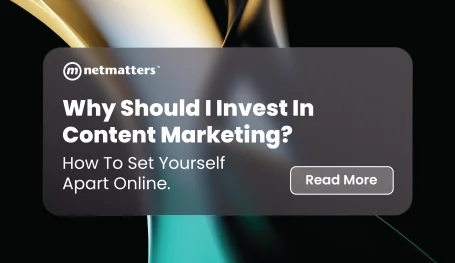 netmatters™
Why Should I Invest In
Content Marketing?
How To Set Yourself
Apart Online.
Read More